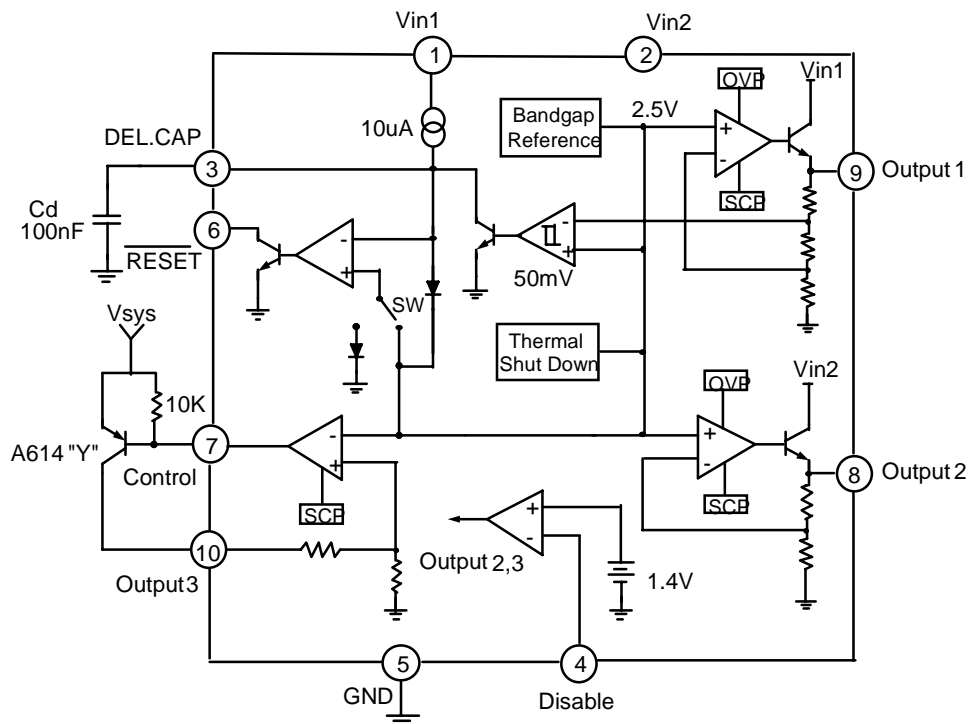 Vin1
Vin2
1
2
Vin1
OVP
2.5V
Bandgap
Reference
10uA
DEL.CAP
3
+
-
9
Output 1
SCP
Cd
100nF
6
RESET
-
+
-
+
50mV
SW
Vsys
Thermal
Shut Down
Vin2
OVP
10K
A614 "Y"
7
Control
-
+
+
-
8
Output 2
SCP
SCP
+
-
Output 2,3
1.4V
10
Output 3
5
4
GND
Disable